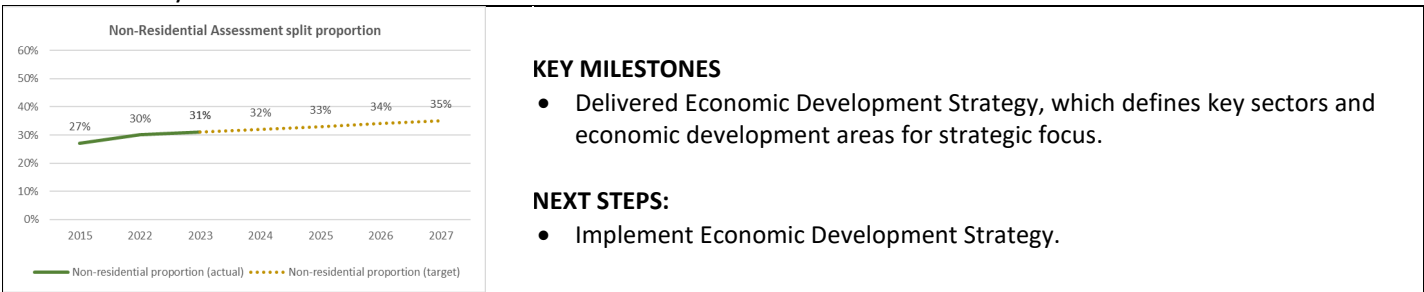 Non-Residential Assessment split proportion
60%
50%
40%
30%
20%
10%
0%
27%
30%
31%
32%
33%
34%
35%
2015 2022 2023 2024 2025 2026 2027
Non-residential proportion (actual) Non-residential proportion (target)
KEY MILESTONES
• Delivered Economic Development Strategy, which defines key sectors and
economic development areas for strategic focus.
NEXT STEPS:
• Implement Economic Development Strategy.